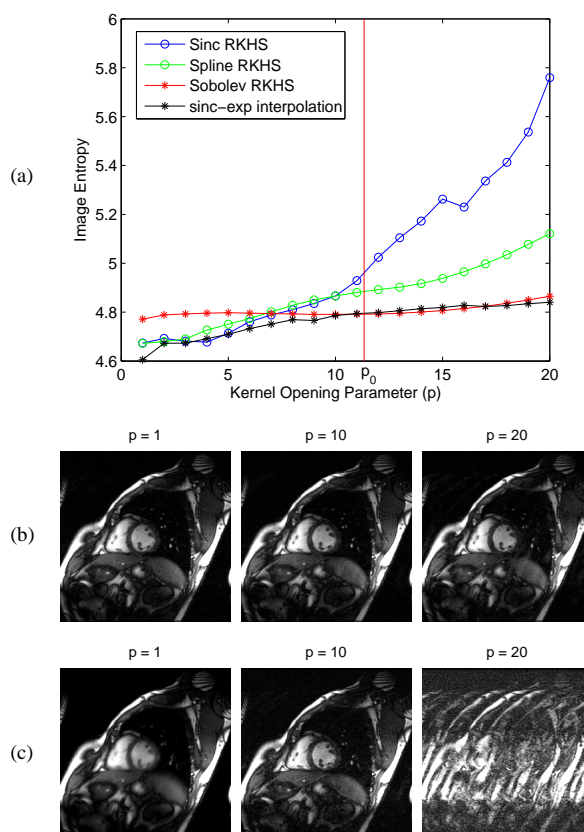 (a)
Image Entropy
6
5.8
5.6
5.4
5.2
5
4.8
4.6
Sinc RKHS
Spline RKHS
Sobolev RKHS
sinc−exp interpolation
0 5 10 p0 15 20
Kernel Opening Parameter (p)
(b)
p = 1 p = 10 p = 20
(c)
p = 1 p = 10 p = 20